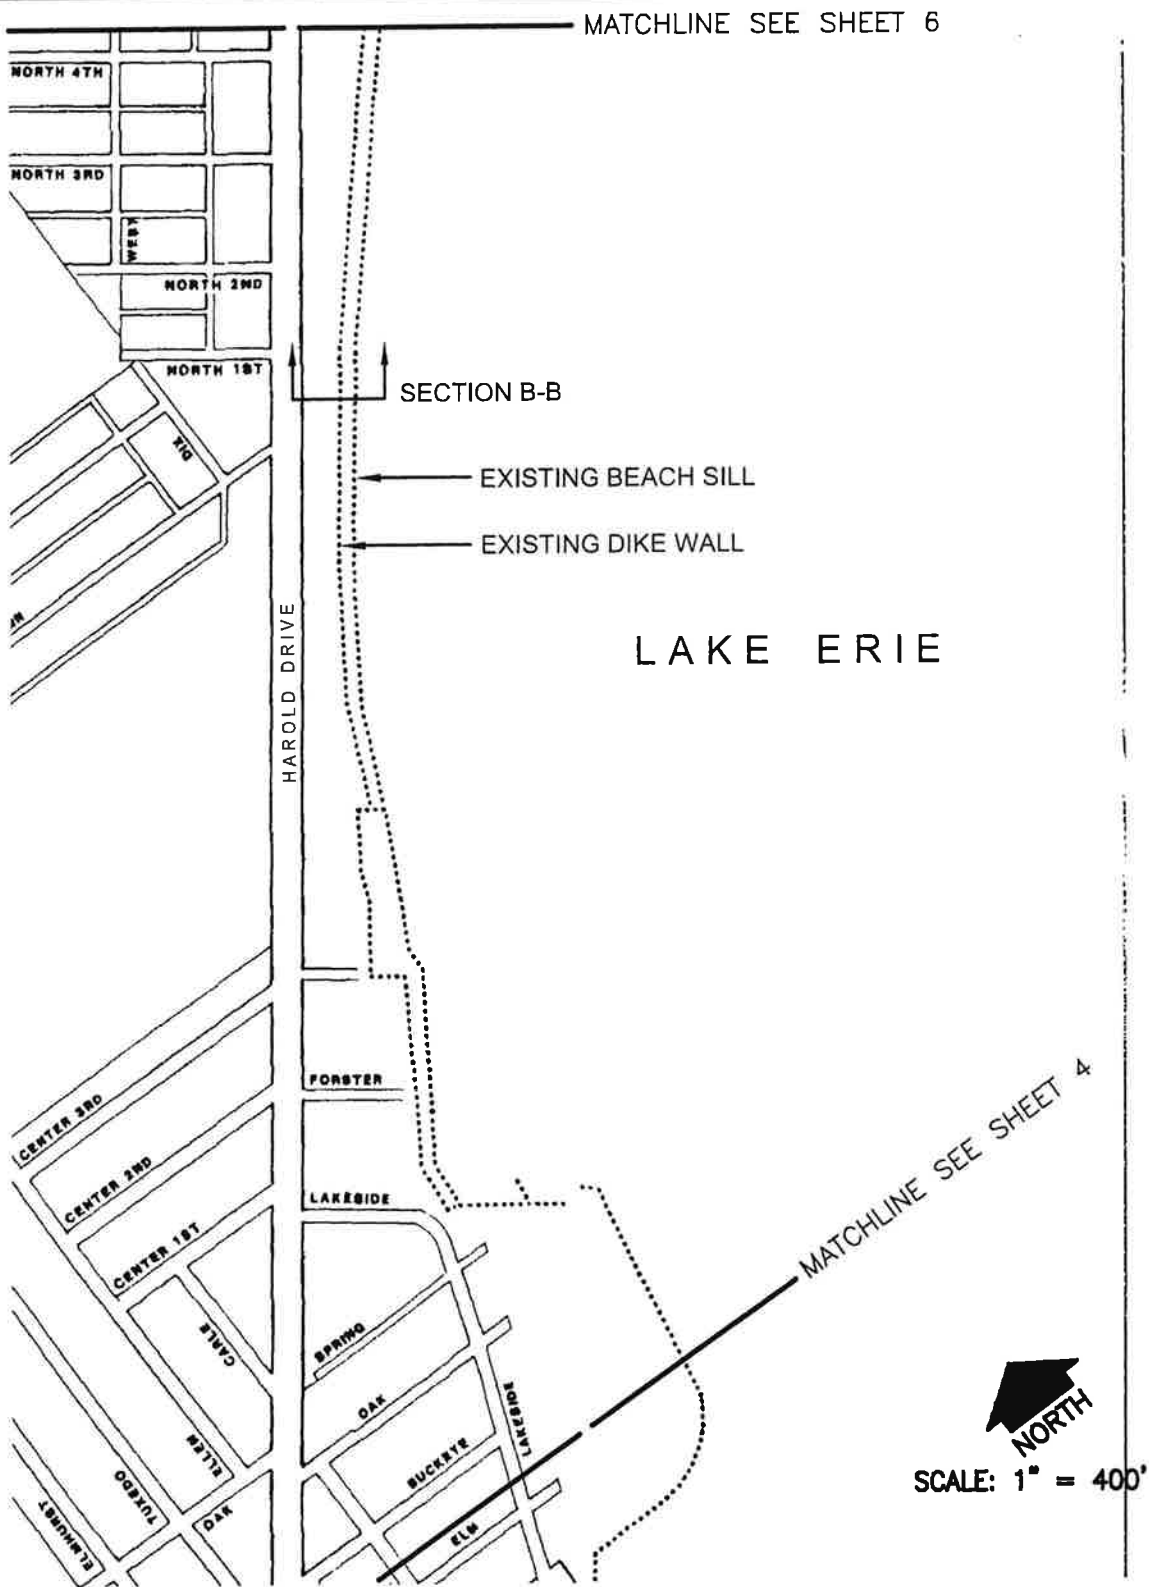 MATCHLINE SEE SHEET 6
NORTH 4TH
NORTH 3RD
WEBY
NORTH 2ND
NORTH 1ST
SECTION B-B
DIX
EXISTING BEACH SILL
EXISTING DIKE WALL
HAROLD DRIVE
LAKE ERIE
FORSTER
CENTER 3RD
CENTER 2ND
CENTER 1ST
LAKESIDE
MATCHLINE SEE SHEET 4
CARLE
SPRING
OAK
LAKESIDE
BUCKEYE
ELLEN
TUXEDO
OAK
ELMHURST
ELM
NORTH
SCALE: 1" = 400'